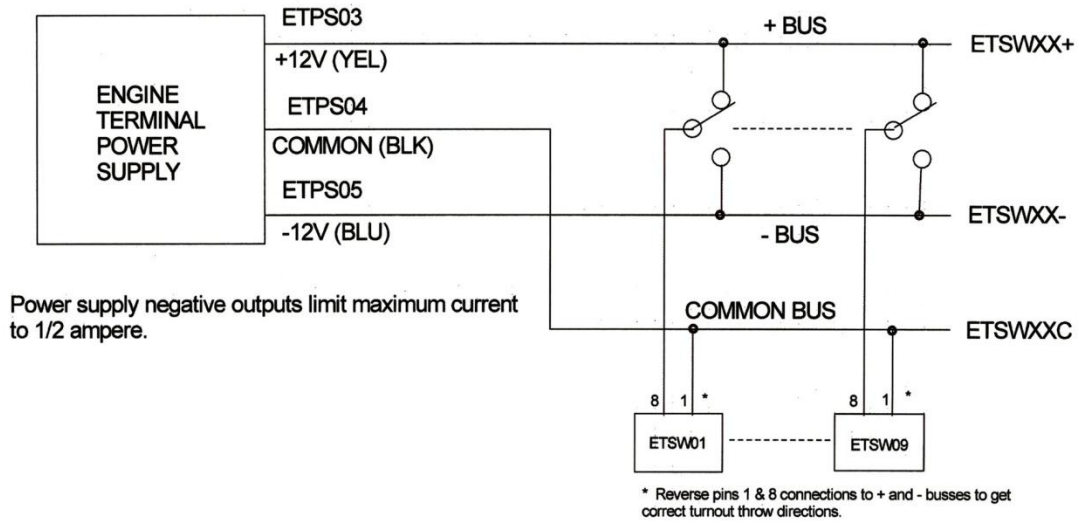 ETPS03
+ BUS
ETSWXX+
+12V (YEL)
ENGINE
TERMINAL
POWER
SUPPLY
ETPS04
COMMON (BLK)
ETPS05
ETSWXX-
-12V (BLU)
- BUS
Power supply negative outputs limit maximum current
to 1/2 ampere.
COMMON BUS
ETSWXXC
8 1 *
8 1 *
ETSW01
ETSW09
* Reverse pins 1 & 8 connections to + and - busses to get
correct turnout throw directions.